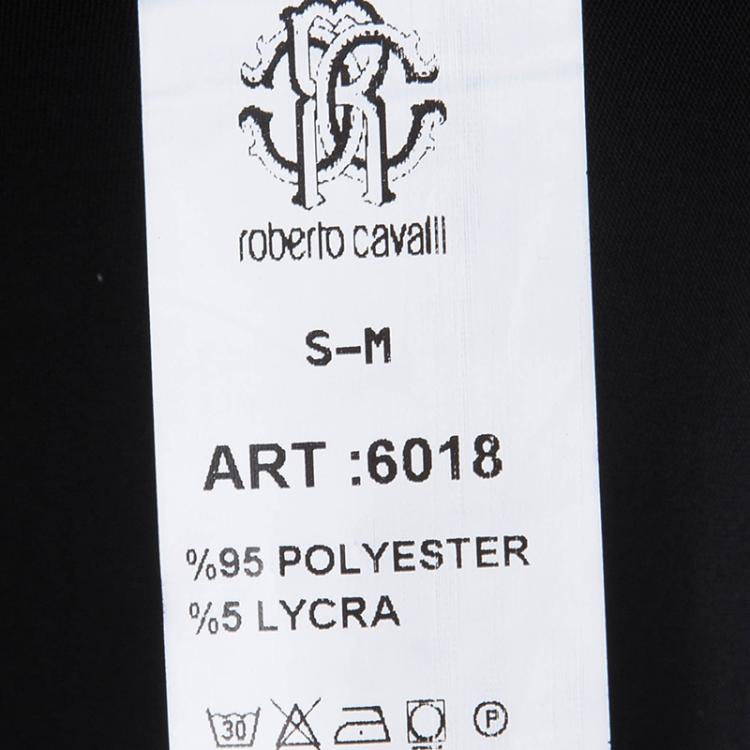 roberto cavalli
S-M
ART :6018
%95 POLYESTER
%5 LYCRA
30
P